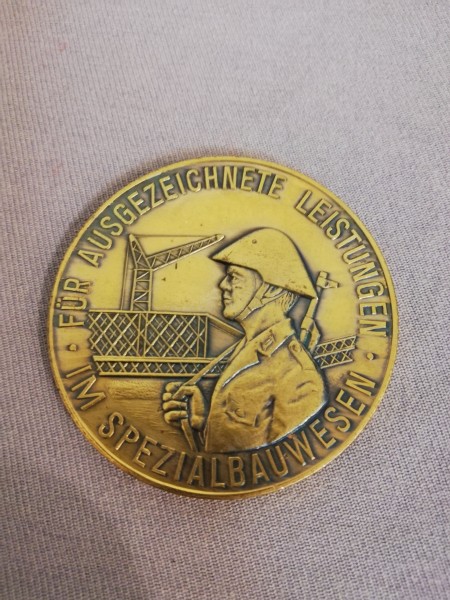 · FÜR AUSGEZEICHNETE LEISTUNGEN ·
IM SPEZIALBAUWESEN